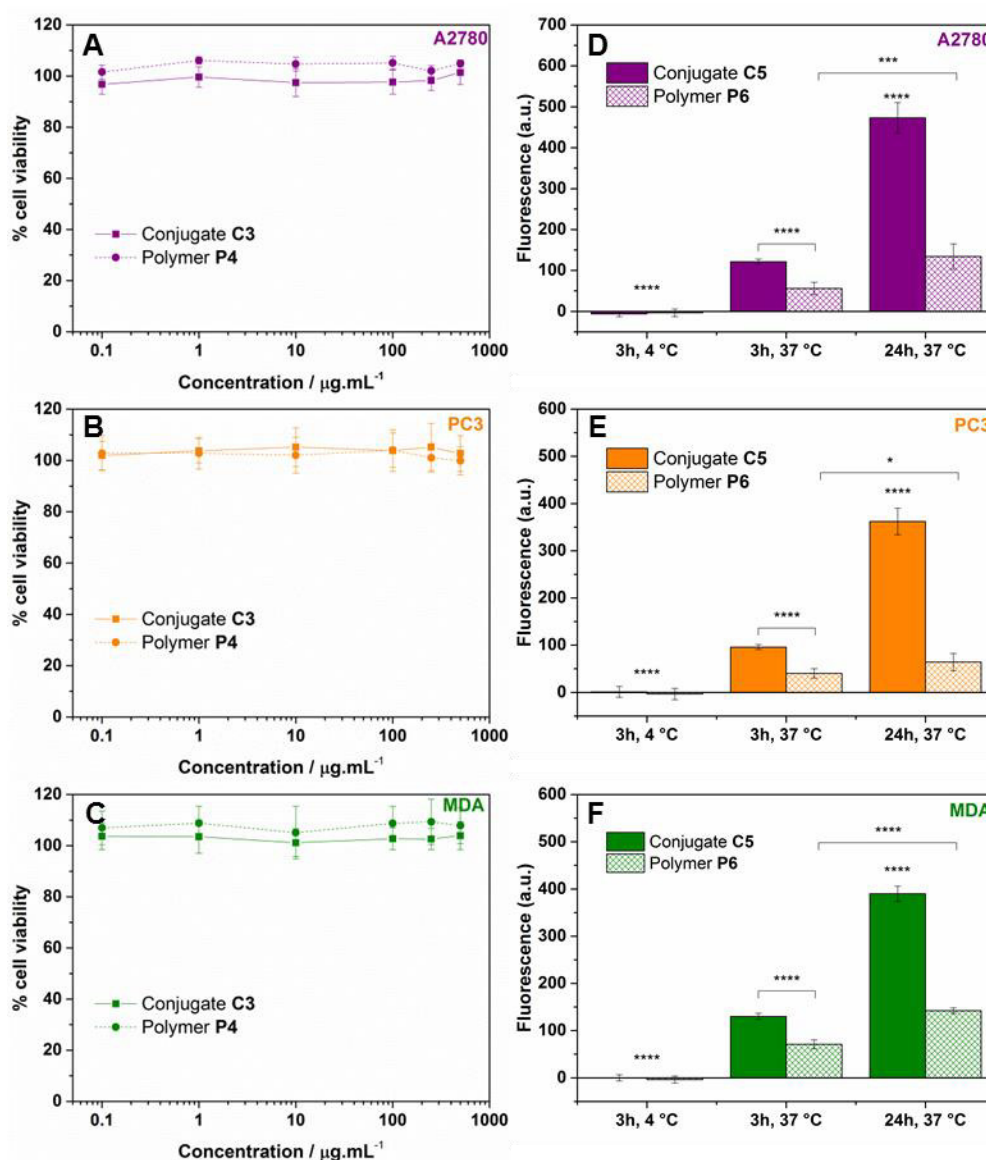 A
A2780
120
100
80
60
40
20
0
% cell viability
Conjugate C3
Polymer P4
0.1 1 10 100 1000
Concentration / μg.mL-1
D
A2780
700
600
500
400
300
200
100
0
Fluorescence (a.u.)
Conjugate C5
Polymer P6
***
****
****
****
3h, 4 °C 3h, 37 °C 24h, 37 °C
B
PC3
120
100
80
60
40
20
0
% cell viability
Conjugate C3
Polymer P4
0.1 1 10 100 1000
Concentration / μg.mL-1
E
PC3
600
500
400
300
200
100
0
Fluorescence (a.u.)
Conjugate C5
Polymer P6
*
****
****
****
3h, 4 °C 3h, 37 °C 24h, 37 °C
C
MDA
120
100
80
60
40
20
0
% cell viability
Conjugate C3
Polymer P4
0.1 1 10 100 1000
Concentration / μg.mL-1
F
MDA
600
500
400
300
200
100
0
Fluorescence (a.u.)
Conjugate C5
Polymer P6
****
****
****
****
3h, 4 °C 3h, 37 °C 24h, 37 °C